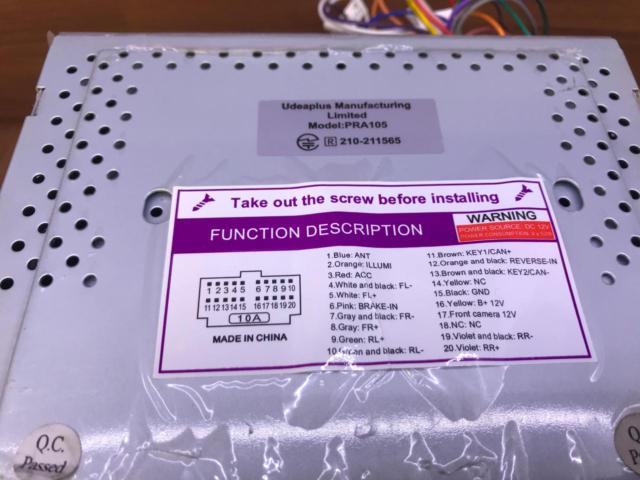 Udeaplus Manufacturing
Limited
Model:PRA105
R 210-211565
Take out the screw before installing
FUNCTION DESCRIPTION
WARNING
POWER SOURCE: DC 12V
POWER CONSUMPTION: 4 x
1.Blue: ANT
2.Orange: ILLUMI
3.Red: ACC
4.White and black: FL-
5.White: FL+
6.Pink: BRAKE-IN
7.Gray and black: FR-
8.Gray: FR+
9.Green: RL+
10.Green and black: RL-
11.Brown: KEY1/CAN+
12.Orange and black: REVERSE-IN
13.Brown and black: KEY2/CAN-
14.Yellow: NC
15.Black: GND
16.Yellow: B+ 12V
17.Front camera 12V
18.NC: NC
19.Violet and black: RR-
20.Violet: RR+
1 2 3 4 5 6 7 8 9 10
11 12 13 14 15 16 17 18 19 20
10A
MADE IN CHINA
Q.C.
Passed
Q.